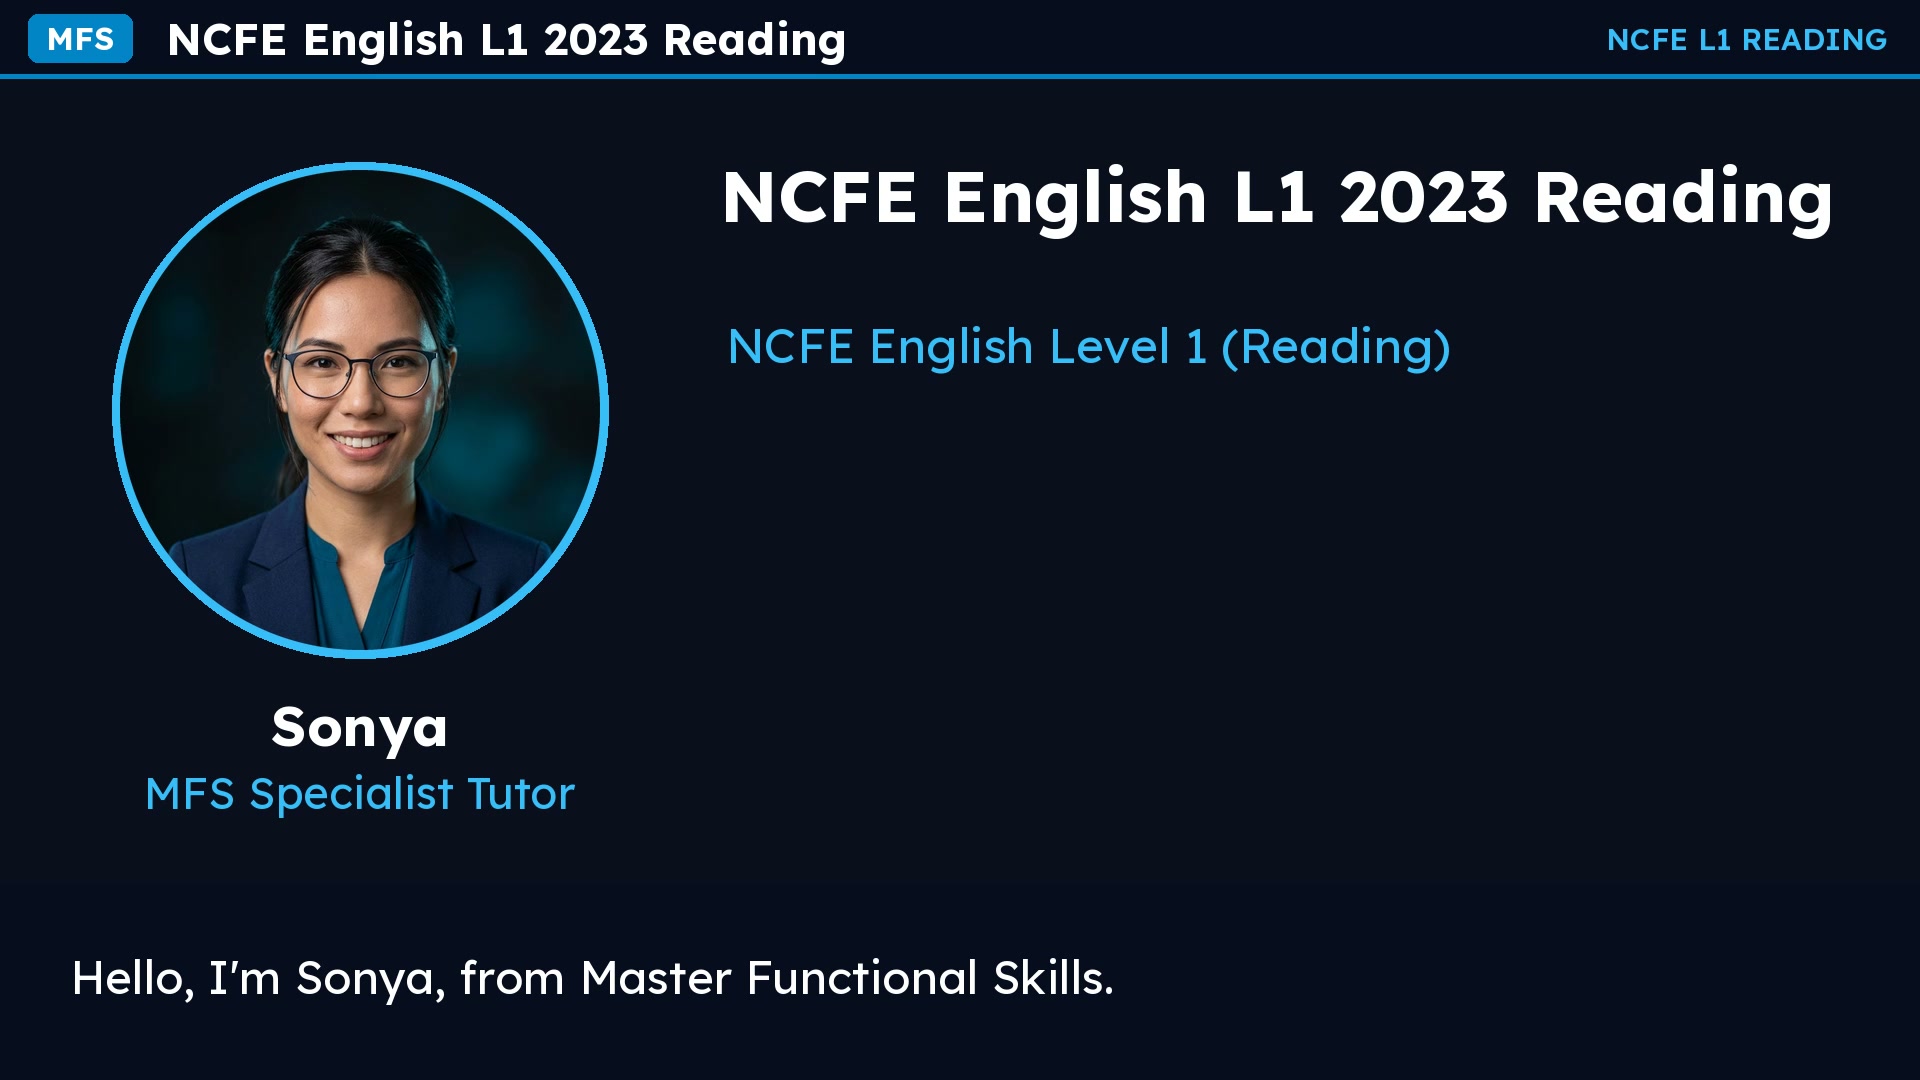 MFS
NCFE English L1 2023 Reading
NCFE L1 READING
NCFE English L1 2023 Reading
NCFE English Level 1 (Reading)
Sonya
MFS Specialist Tutor
Hello, I'm Sonya, from Master Functional Skills.